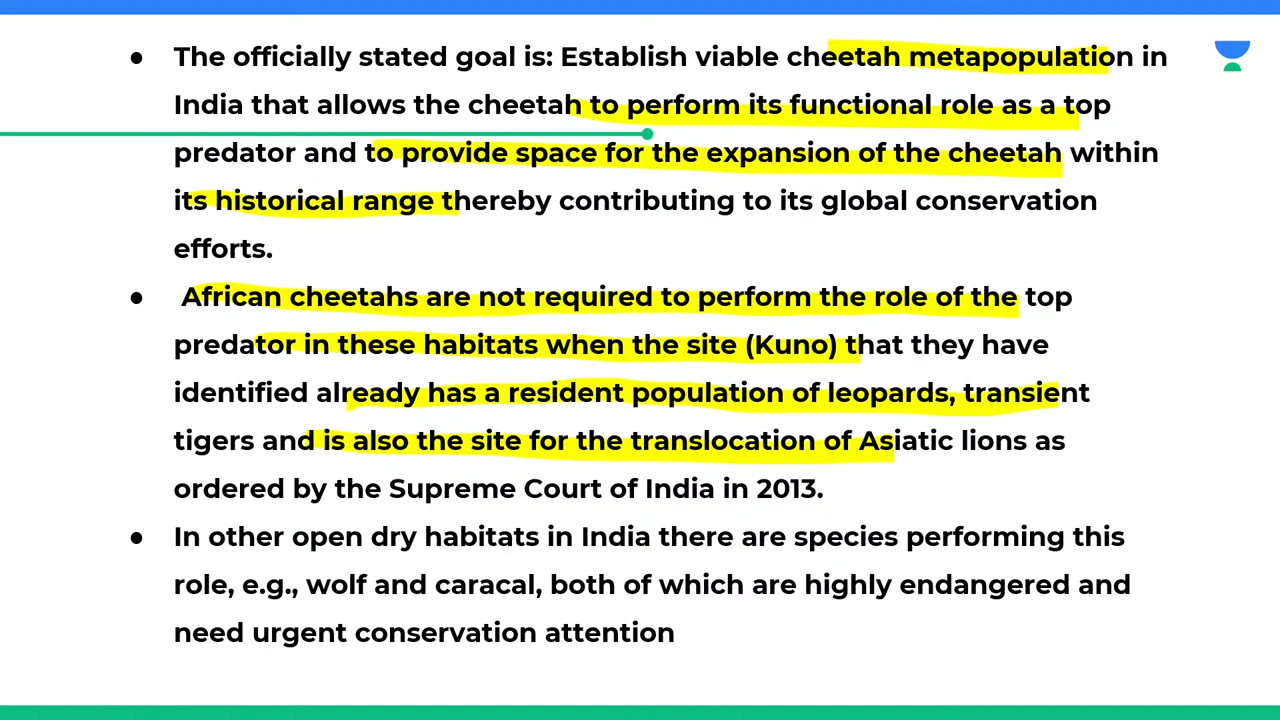 ● The officially stated goal is: Establish viable cheetah metapopulation in
India that allows the cheetah to perform its functional role as a top
predator and to provide space for the expansion of the cheetah within
its historical range thereby contributing to its global conservation
efforts.
● African cheetahs are not required to perform the role of the top
predator in these habitats when the site (Kuno) that they have
identified already has a resident population of leopards, transient
tigers and is also the site for the translocation of Asiatic lions as
ordered by the Supreme Court of India in 2013.
● In other open dry habitats in India there are species performing this
role, e.g., wolf and caracal, both of which are highly endangered and
need urgent conservation attention